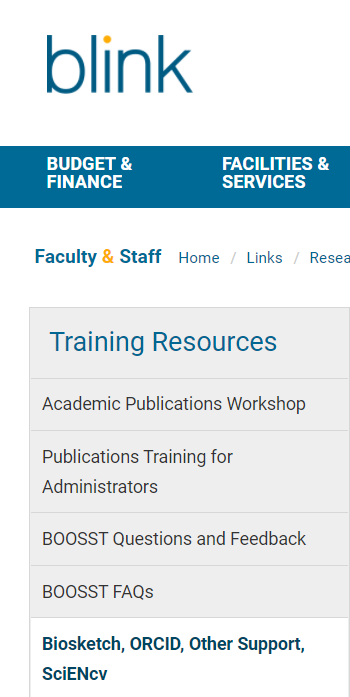 blink
BUDGET &
FINANCE
FACILITIES &
SERVICES
Faculty & Staff Home / Links /
Training Resources
Academic Publications Workshop
Publications Training for
Administrators
BOOSST Questions and Feedback
BOOSST FAQs
Biosketch, ORCID, Other Support,
SciENcv